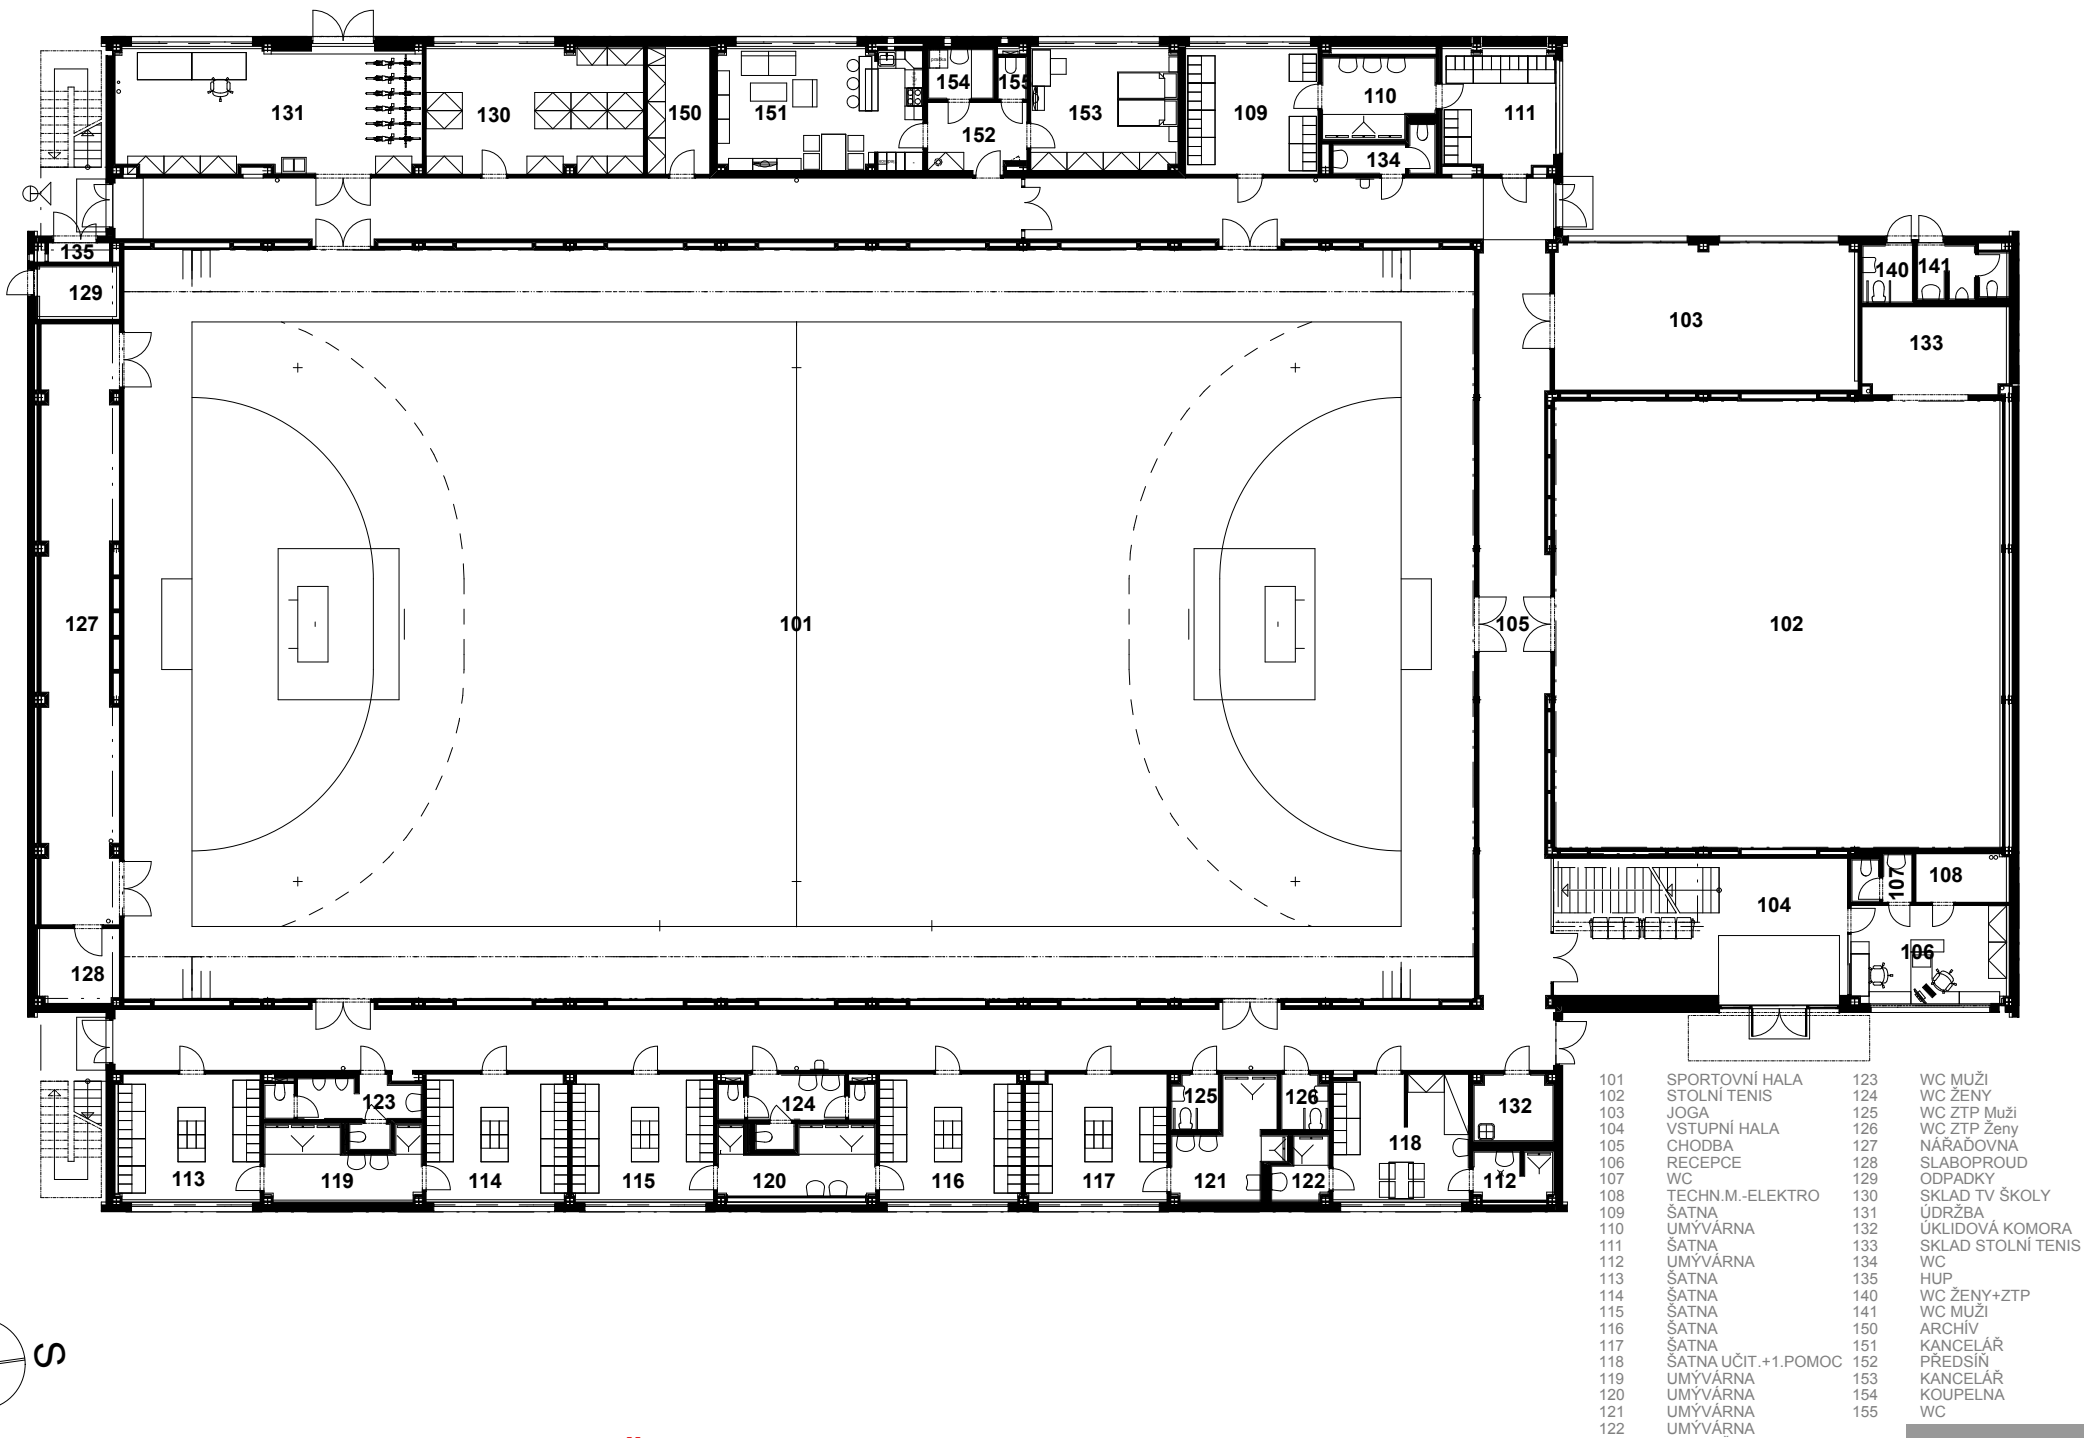 131
130
150
151
154
155
152
153
109
110
111
134
135
129
103
140
141
133
127
101
105
102
104
107
108
106
128
113
123
119
114
115
124
120
116
117
125
121
126
122
118
132
112
101 SPORTOVNÍ HALA
102 STOLNÍ TENIS
103 JOGA
104 VSTUPNÍ HALA
105 CHODBA
106 RECEPCE
107 WC
108 TECHN.M.-ELEKTRO
109 ŠATNA
110 UMÝVÁRNA
111 ŠATNA
112 UMÝVÁRNA
113 ŠATNA
114 ŠATNA
115 ŠATNA
116 ŠATNA
117 ŠATNA
118 ŠATNA UČIT.+1.POMOC
119 UMÝVÁRNA
120 UMÝVÁRNA
121 UMÝVÁRNA
122 UMÝVÁRNA
123 WC MUŽI
124 WC ŽENY
125 WC ZTP Muži
126 WC ZTP Ženy
127 NÁŘAĎOVNA
128 SLABOPROUD
129 ODPADKY
130 SKLAD TV ŠKOLY
131 ÚDRŽBA
132 ÚKLIDOVÁ KOMORA
133 SKLAD STOLNÍ TENIS
134 WC
135 HUP
140 WC ŽENY+ZTP
141 WC MUŽI
150 ARCHÍV
151 KANCELÁŘ
152 PŘEDSÍŇ
153 KANCELÁŘ
154 KOUPELNA
155 WC
S